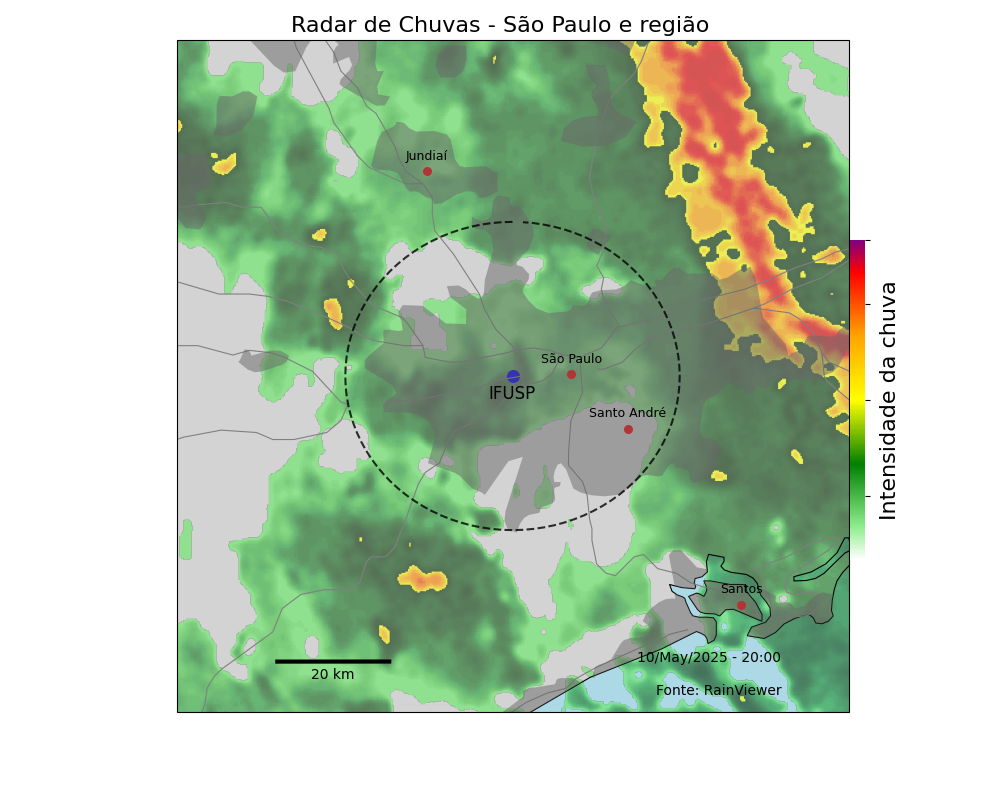 Radar de Chuvas - São Paulo e região
Jundiaí
São Paulo
IFUSP
Santo André
Intensidade da chuva
Santos
10/May/2025 - 20:00
20 km
Fonte: RainViewer